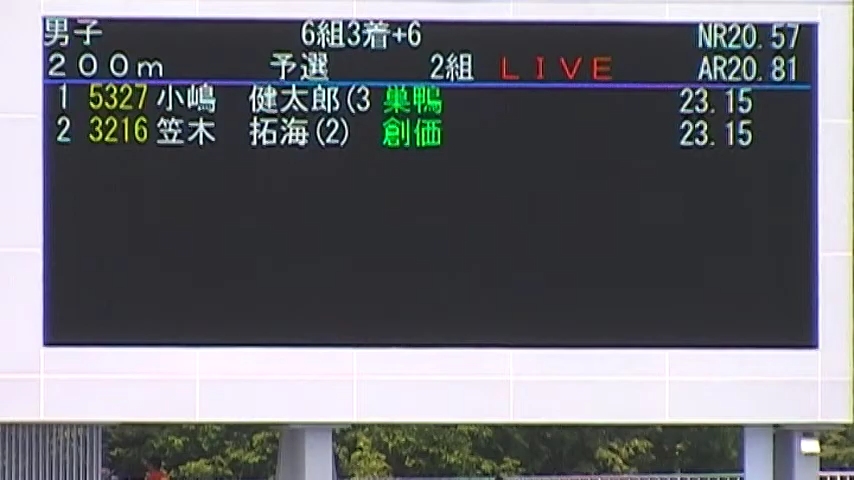 男子 6組3着+6 NR20.57
200m 予選 2組 LIVE AR20.81
1 5327 小嶋 健太郎(3 巣鴨 23.15
2 3216 笠木 拓海(2) 創価 23.15